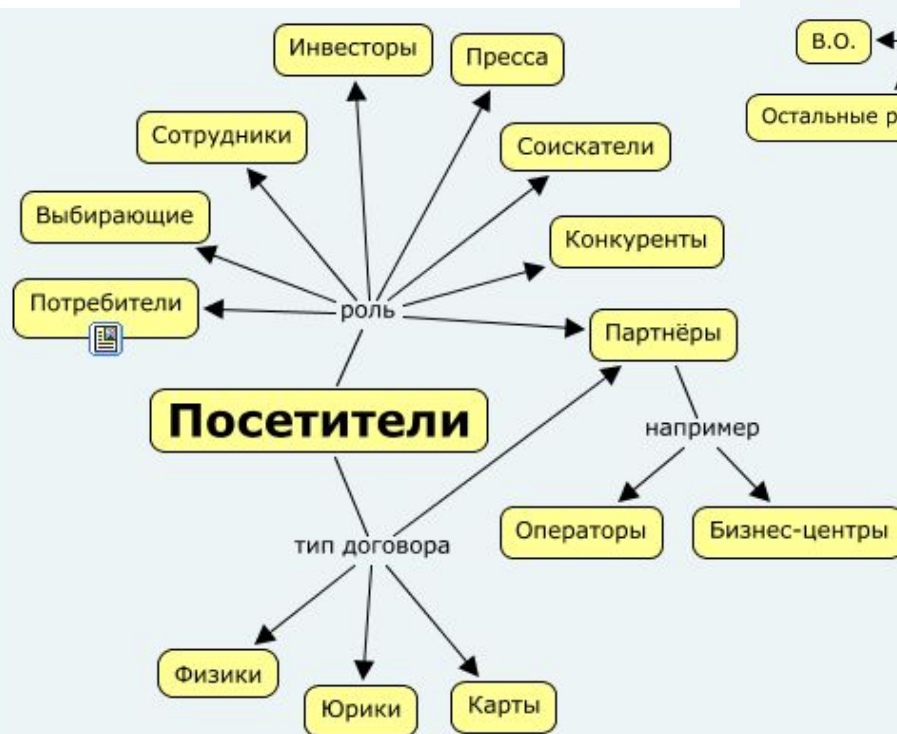 Инвесторы
Пресса
В.О.
Остальные р
Сотрудники
Соискатели
Выбирающие
Конкуренты
Потребители
роль
Партнёры
Посетители
например
Операторы
Бизнес-центры
тип договора
Физики
Юрики
Карты